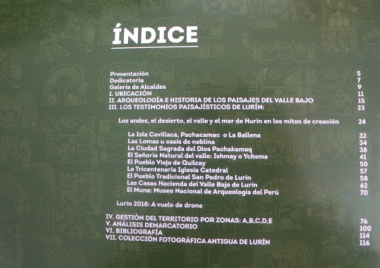 ÍNDICE
Presentación 5
Dedicatoria 7
Galería de Alcaldes 9
I. UBICACIÓN 11
II. ARQUEOLOGÍA E HISTORIA DE LOS PAISAJES DEL VALLE BAJO 15
III. LOS TESTIMONIOS PAISAJÍSTICOS DE LURÍN: 23
Los andes, el desierto, el valle y el mar de Hurin en los mitos de creación 24
La Isla Cavillaca, Pachacamac o La Ballena 32
Las Lomas u oasis de neblina 34
La Ciudad Sagrada del Dios Pachakamaq 38
El Señorío Natural del valle: Ishmay o Ychsma 41
El Pueblo Viejo de Quilcay 50
La Tricentenaria Iglesia Catedral 57
El Pueblo Tradicional San Pedro de Lurín 58
Las Casas Hacienda del Valle Bajo de Lurín 62
El Muna: Museo Nacional de Arqueología del Perú 70
Lurín 2018: A vuelo de drone
IV. GESTIÓN DEL TERRITORIO POR ZONAS: A,B,C,D,E 76
V. ANÁLISIS DEMARCATORIO 100
VI. BIBLIOGRAFÍA 114
VII. COLECCIÓN FOTOGRÁFICA ANTIGUA DE LURÍN 116